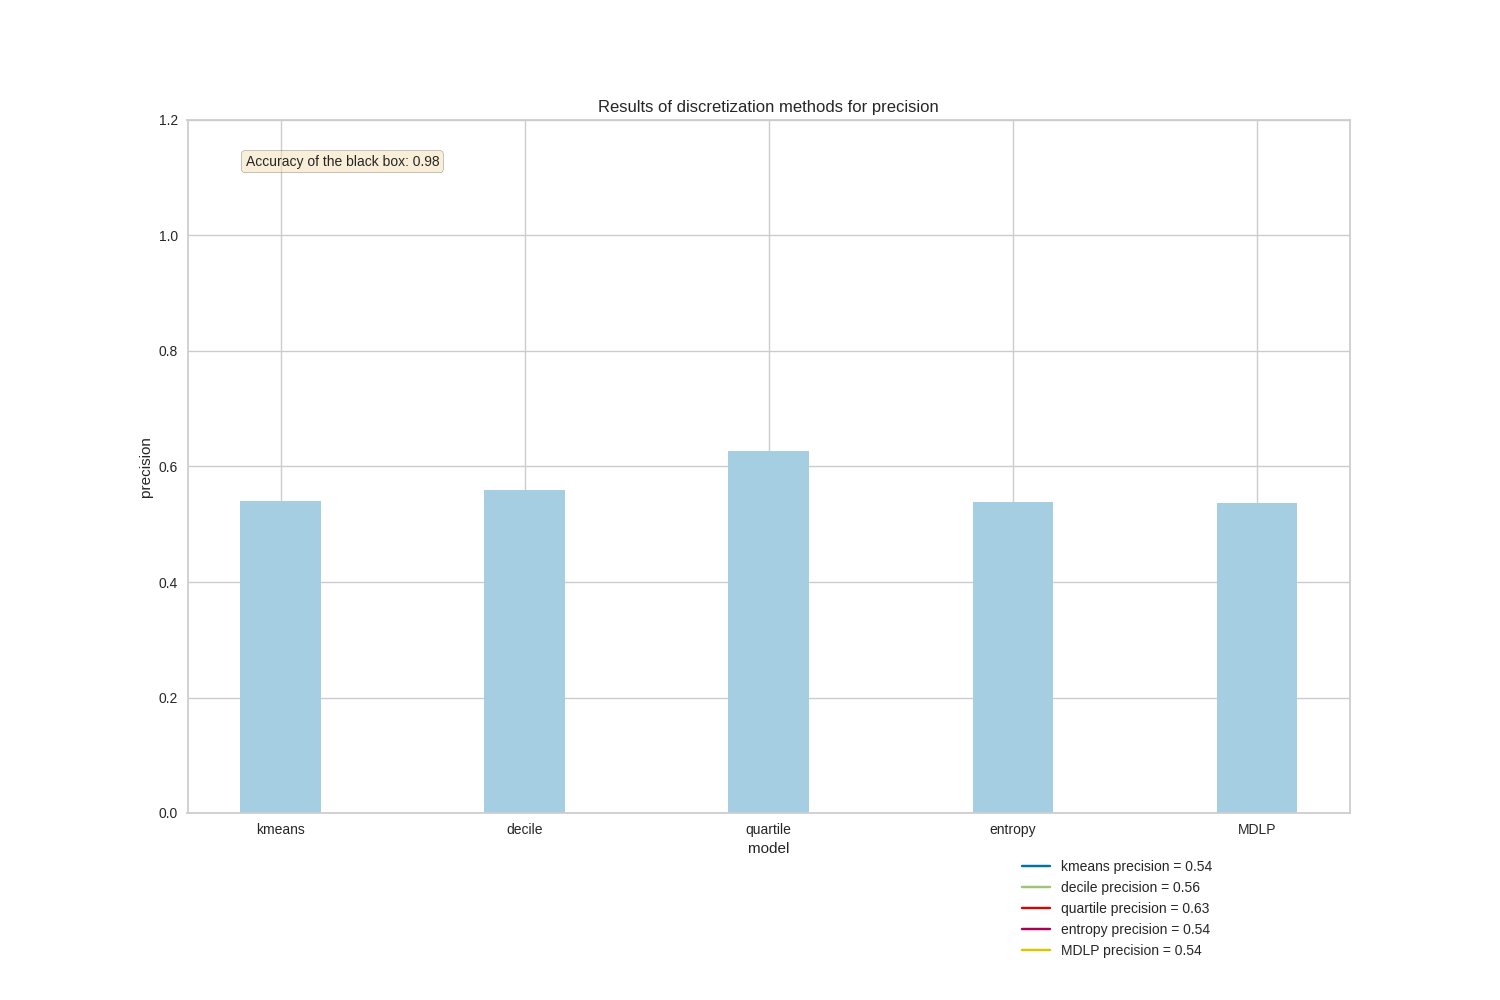 Results of discretization methods for precision
1.2
Accuracy of the black box: 0.98
1.0
0.8
0.6
0.4
0.2
0.0
precision
kmeans decile quartile entropy MDLP
model
kmeans precision = 0.54
decile precision = 0.56
quartile precision = 0.63
entropy precision = 0.54
MDLP precision = 0.54